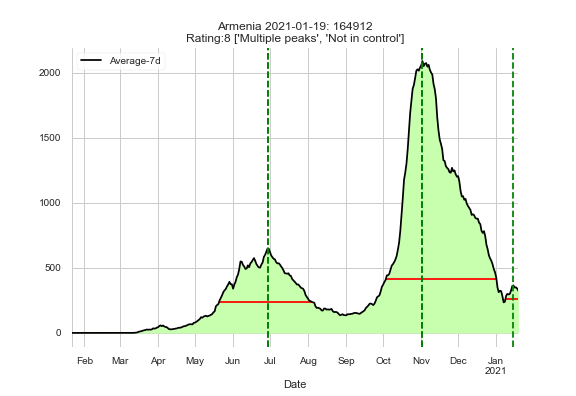 Armenia 2021-01-19: 164912
Rating:8 ['Multiple peaks', 'Not in control']
Average-7d
2000
1500
1000
500
0
Feb Mar Apr May Jun Jul Aug Sep Oct Nov Dec Jan
2021
Date